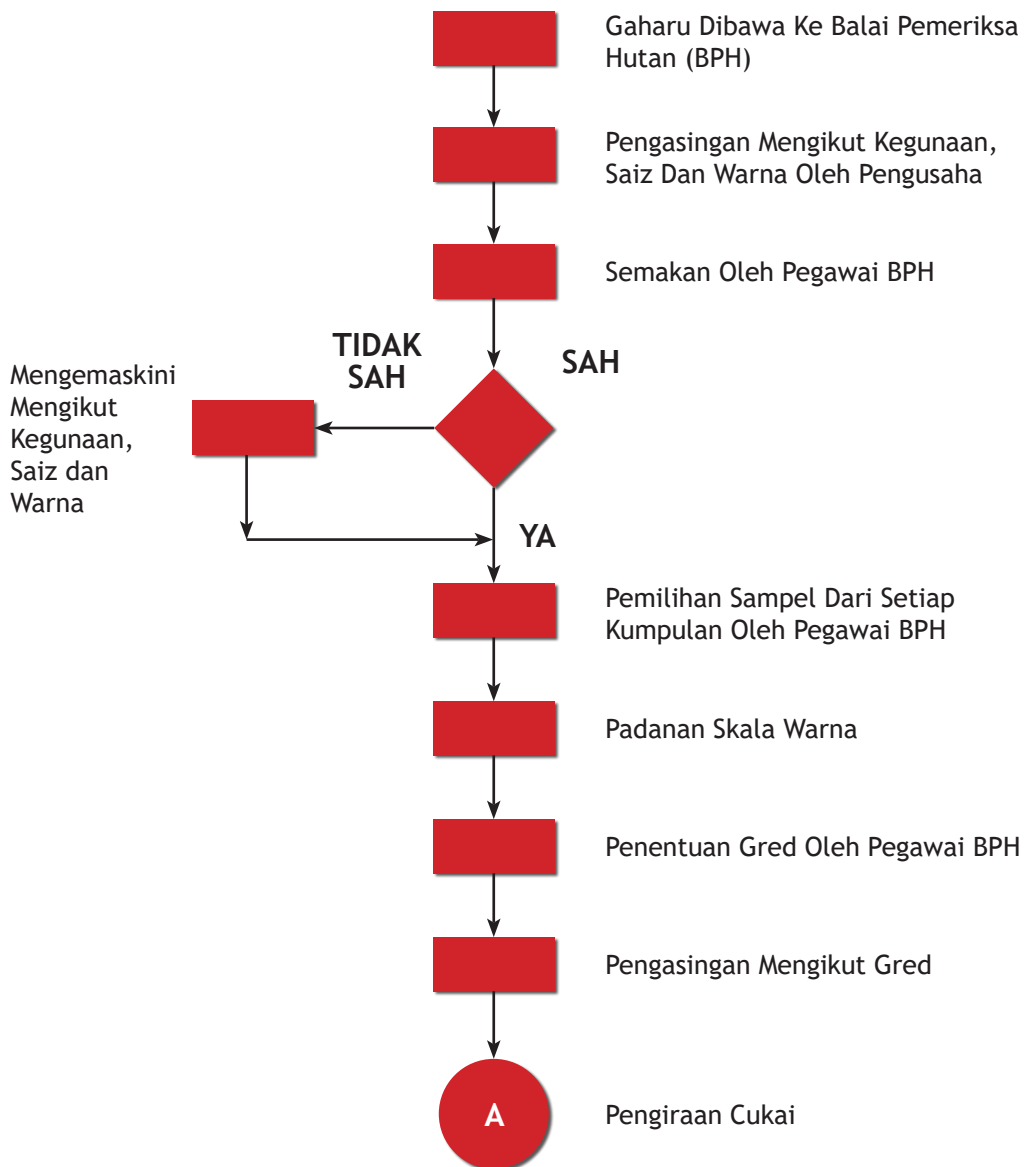 Gaharu Dibawa Ke Balai Pemeriksa
Hutan (BPH)
Pengasingan Mengikut Kegunaan,
Saiz Dan Warna Oleh Pengusaha
Semakan Oleh Pegawai BPH
TIDAK
SAH
SAH
Mengemaskini
Mengikut
Kegunaan,
Saiz dan
Warna
YA
Pemilihan Sampel Dari Setiap
Kumpulan Oleh Pegawai BPH
Padanan Skala Warna
Penentuan Gred Oleh Pegawai BPH
Pengasingan Mengikut Gred
A
Pengiraan Cukai